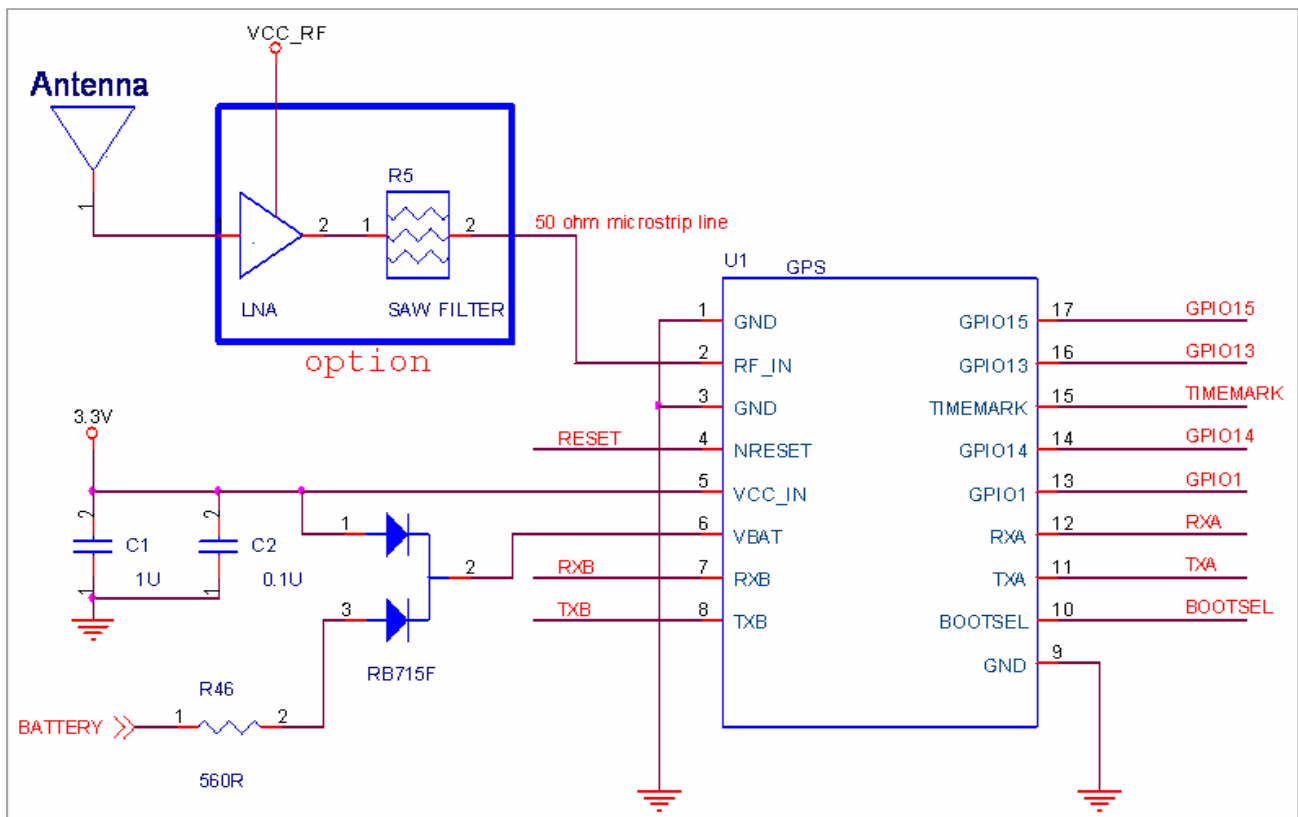 VCC_RF
Antenna
1
1
2
R5
1
2
LNA
SAW FILTER
option
50 ohm microstrip line
U1
GPS
1
GND
2
RF_IN
3
GND
RESET
4
NRESET
5
VCC_IN
6
VBAT
RXB
7
RXB
TXB
8
TXB
GPIO15
17
GPIO15
GPIO13
16
GPIO13
TIMEMARK
15
TIMEMARK
GPIO14
14
GPIO14
GPIO1
13
GPIO1
RXA
12
RXA
TXA
11
TXA
BOOTSEL
10
BOOTSEL
GND
9
3.3V
2
C1
1U
1
2
C2
0.1U
1
1
2
3
RB715F
BATTERY
R46
1
2
560R